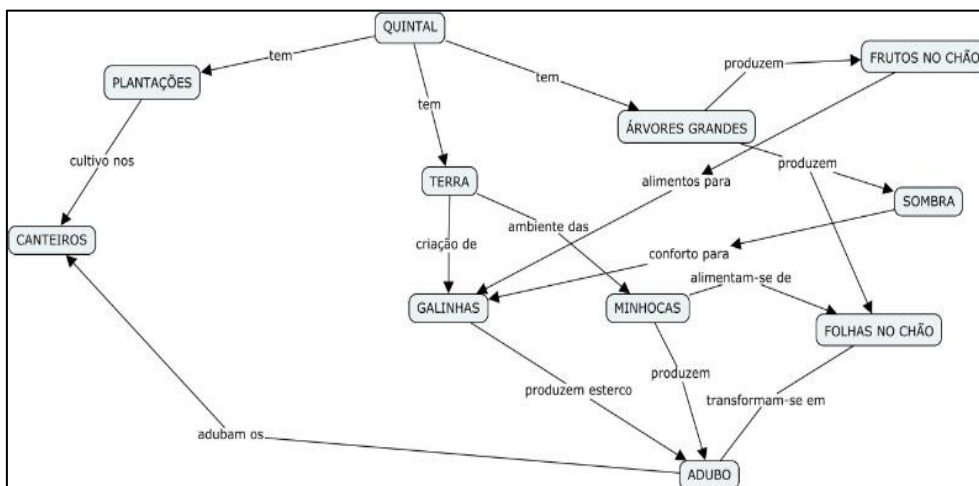 QUINTAL
FRUTOS NO CHÃO
produzem
tem
PLANTAÇÕES
tem
tem
ÁRVORES GRANDES
cultivo nos
produzem
TERRA
alimentos para
SOMBRA
CANTEIROS
criação de
ambiente das
conforto para
alimentam-se de
GALINHAS
MINHOCAS
FOLHAS NO CHÃO
produzem esterco
produzem
transformam-se em
adubam os
ADUBO